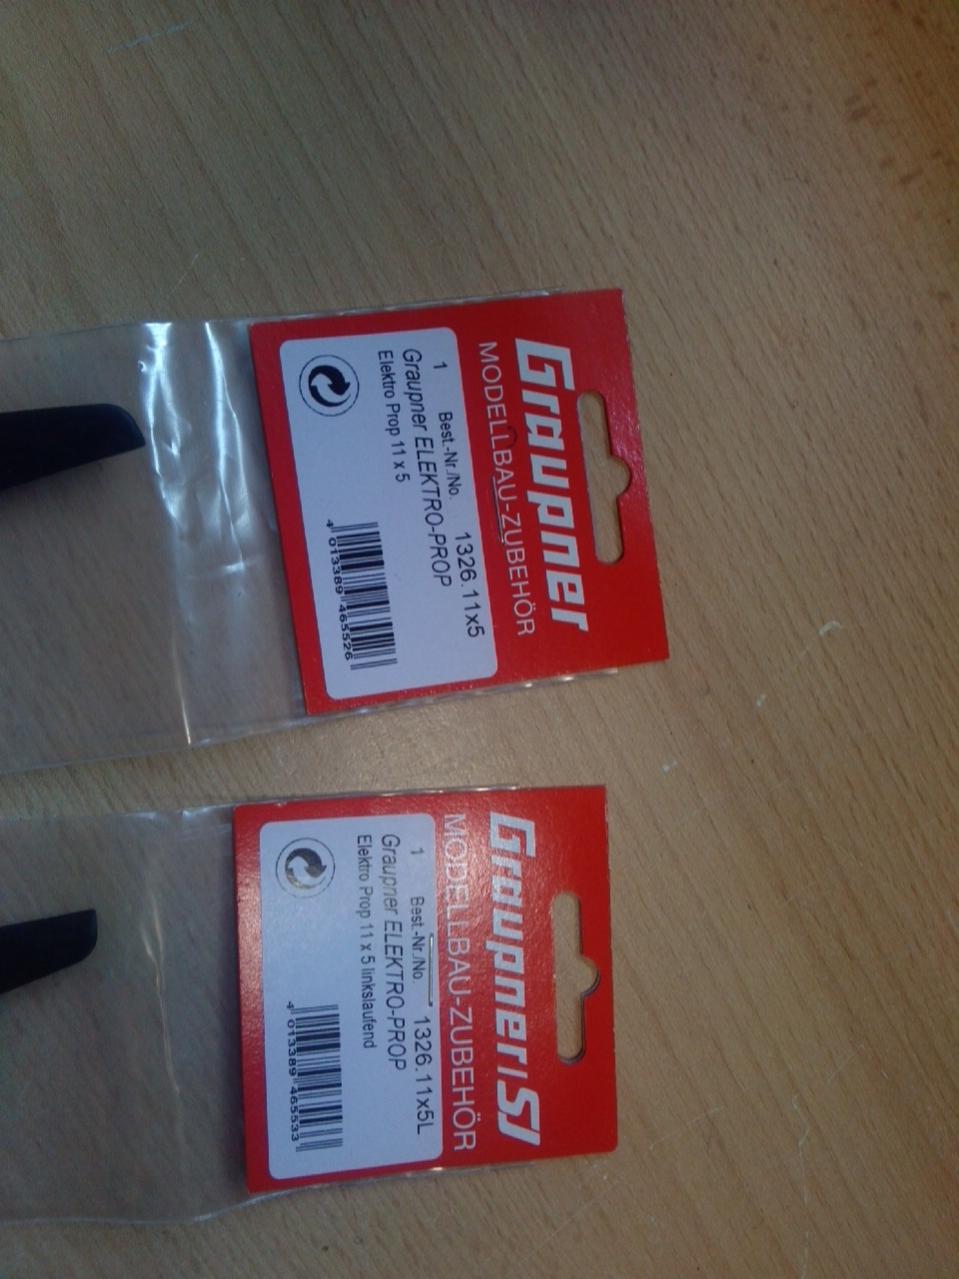 Graupner
MODELLBAU-ZUBEHÖR
1 Best.-Nr./No. 1326.11x5
Graupner ELEKTRO-PROP
Elektro Prop 11 x 5
4 013389 465526
Graupner/SJ
MODELLBAU-ZUBEHÖR
1 Best.-Nr./No. 1326.11x5L
Graupner ELEKTRO-PROP
Elektro Prop 11 x 5 linkslaufend
4 013389 465533